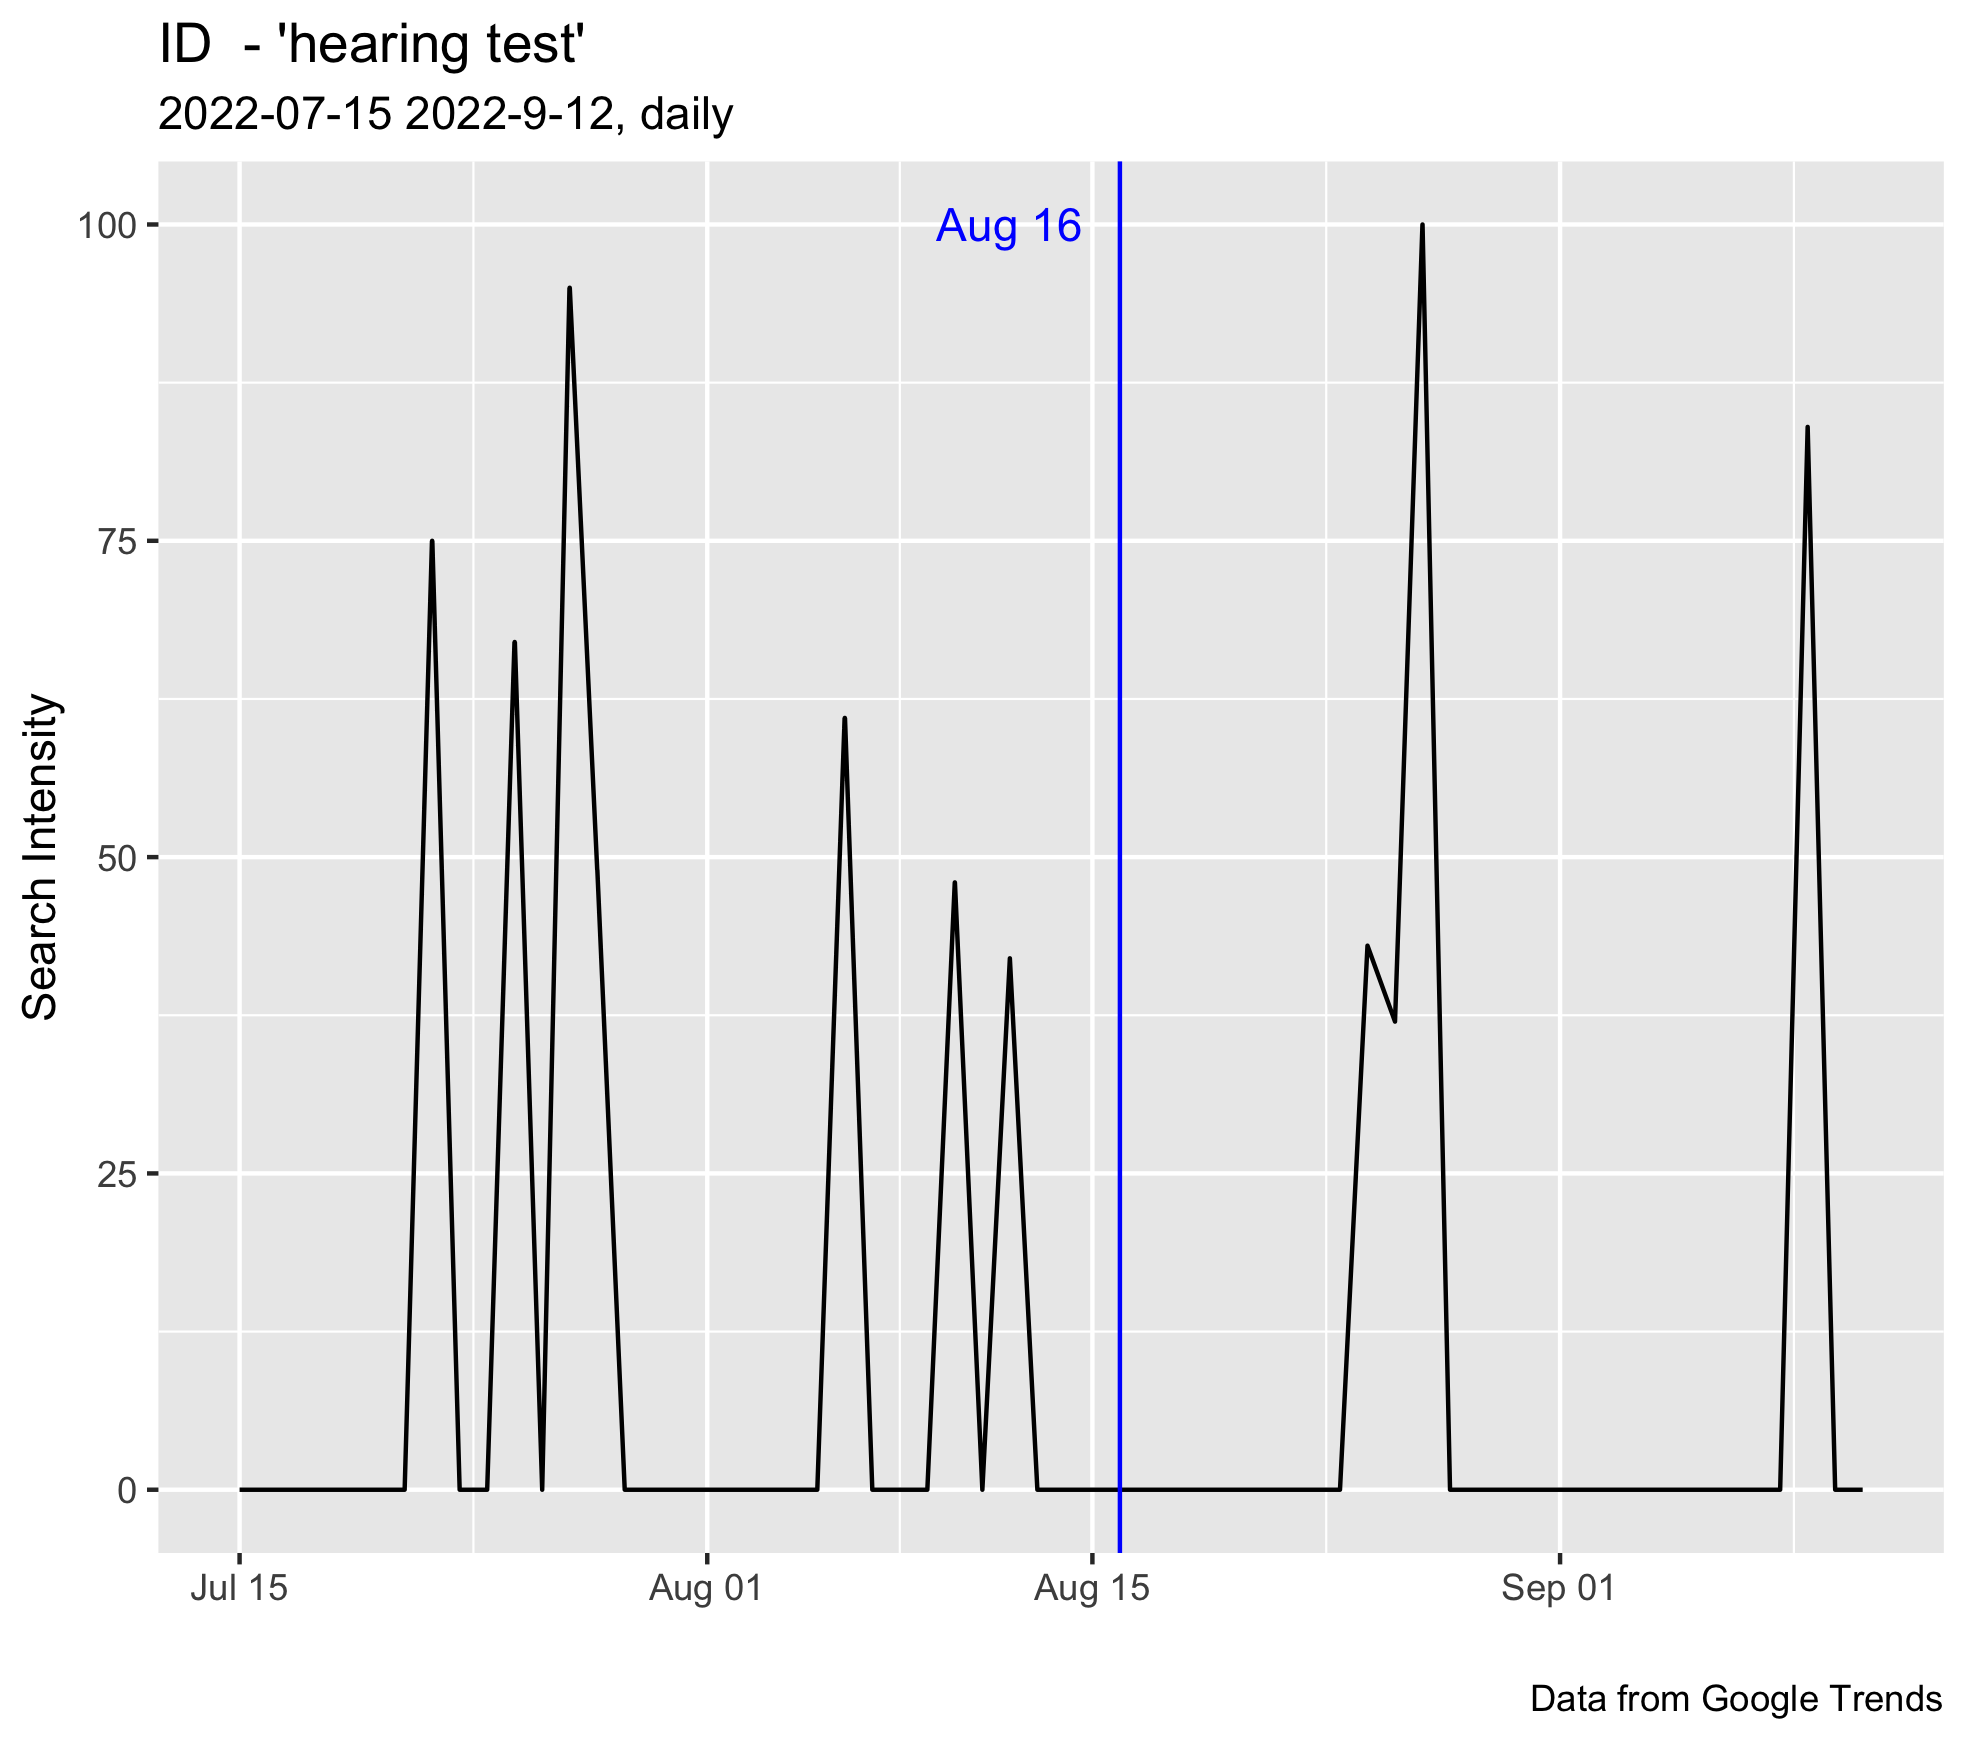 ID  - 'hearing test'
2022-07-15 2022-9-12, daily
Aug 16
100
75
50
25
0
Search Intensity
Jul 15
Aug 01
Aug 15
Sep 01
Data from Google Trends